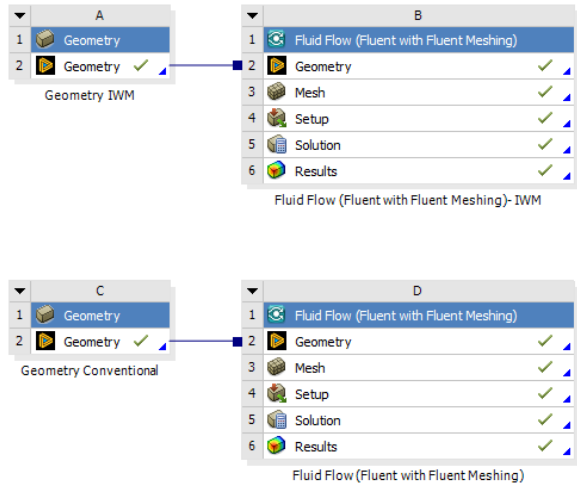 A
1 Geometry
2 Geometry
Geometry IWM
B
1 Fluid Flow (Fluent with Fluent Meshing)
2 Geometry
3 Mesh
4 Setup
5 Solution
6 Results
Fluid Flow (Fluent with Fluent Meshing)- IWM
C
1 Geometry
2 Geometry
Geometry Conventional
D
1 Fluid Flow (Fluent with Fluent Meshing)
2 Geometry
3 Mesh
4 Setup
5 Solution
6 Results
Fluid Flow (Fluent with Fluent Meshing)